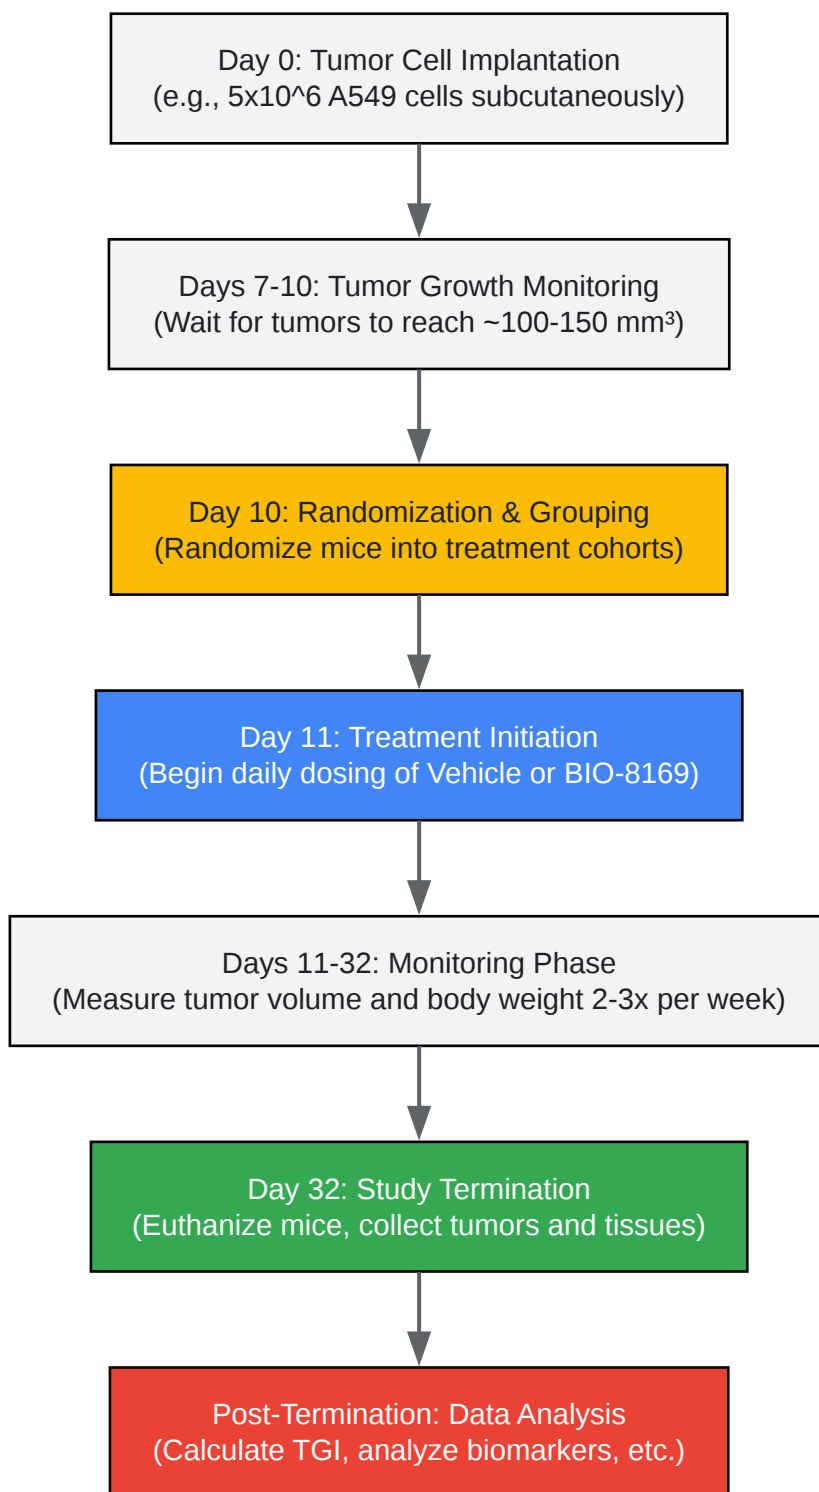 Day 0: Tumor Cell Implantation
(e.g., 5x10^6 A549 cells subcutaneously)
Days 7-10: Tumor Growth Monitoring
(Wait for tumors to reach ~100-150 mm³)
Day 10: Randomization & Grouping
(Randomize mice into treatment cohorts)
Day 11: Treatment Initiation
(Begin daily dosing of Vehicle or BIO-8169)
Days 11-32: Monitoring Phase
(Measure tumor volume and body weight 2-3x per week)
Day 32: Study Termination
(Euthanize mice, collect tumors and tissues)
Post-Termination: Data Analysis
(Calculate TGI, analyze biomarkers, etc.)